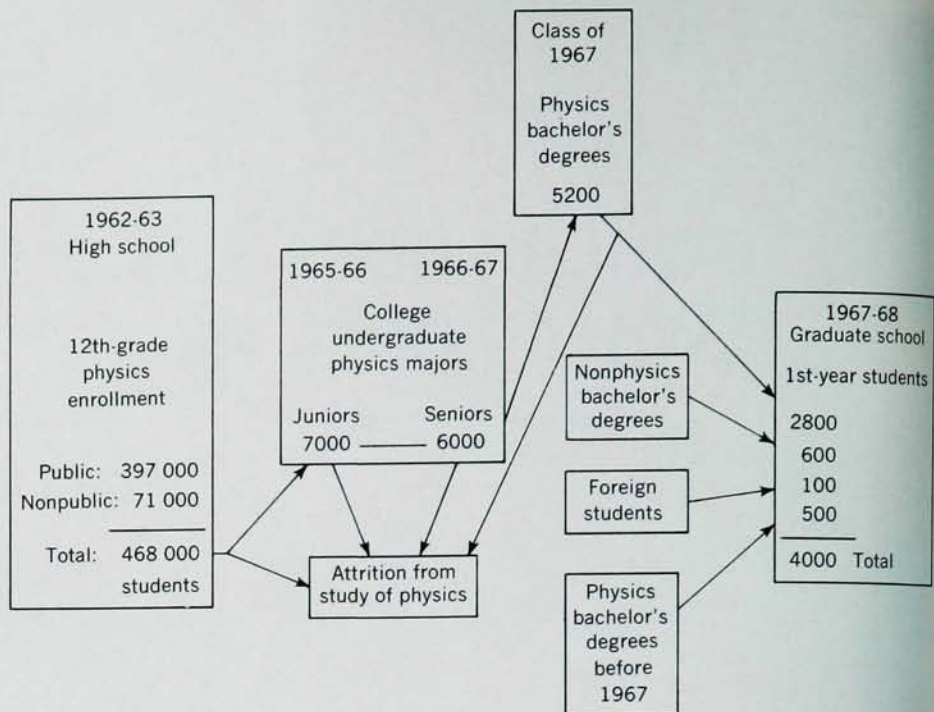 Class of
1967
Physics
bachelor's
degrees
5200
1962-63
High school
12th-grade
physics
enrollment
Public: 397 000
Nonpublic: 71 000
Total: 468 000
students
1965-66 1966-67
College
undergraduate
physics majors
Juniors Seniors
7000 6000
Attrition from
study of physics
Nonphysics
bachelor's
degrees
Foreign
students
Physics
bachelor's
degrees
before
1967
1967-68
Graduate school
1st-year students
2800
600
100
500
4000 Total